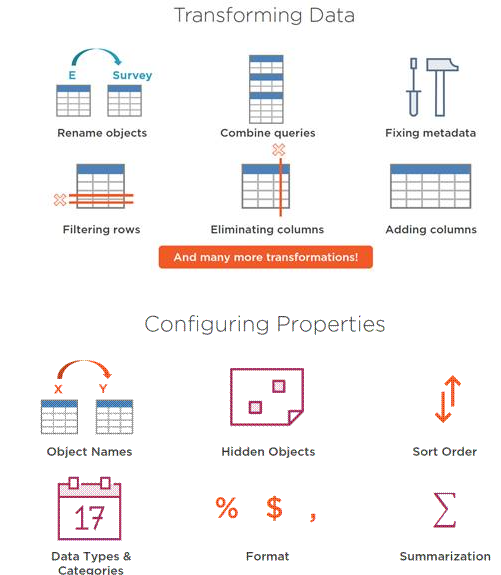 Transforming Data
E Survey
Rename objects Combine queries Fixing metadata
Filtering rows Eliminating columns Adding columns
And many more transformations!
Configuring Properties
X Y
Object Names Hidden Objects Sort Order
17 % $ , Σ
Data Types & Format Summarization
Categories